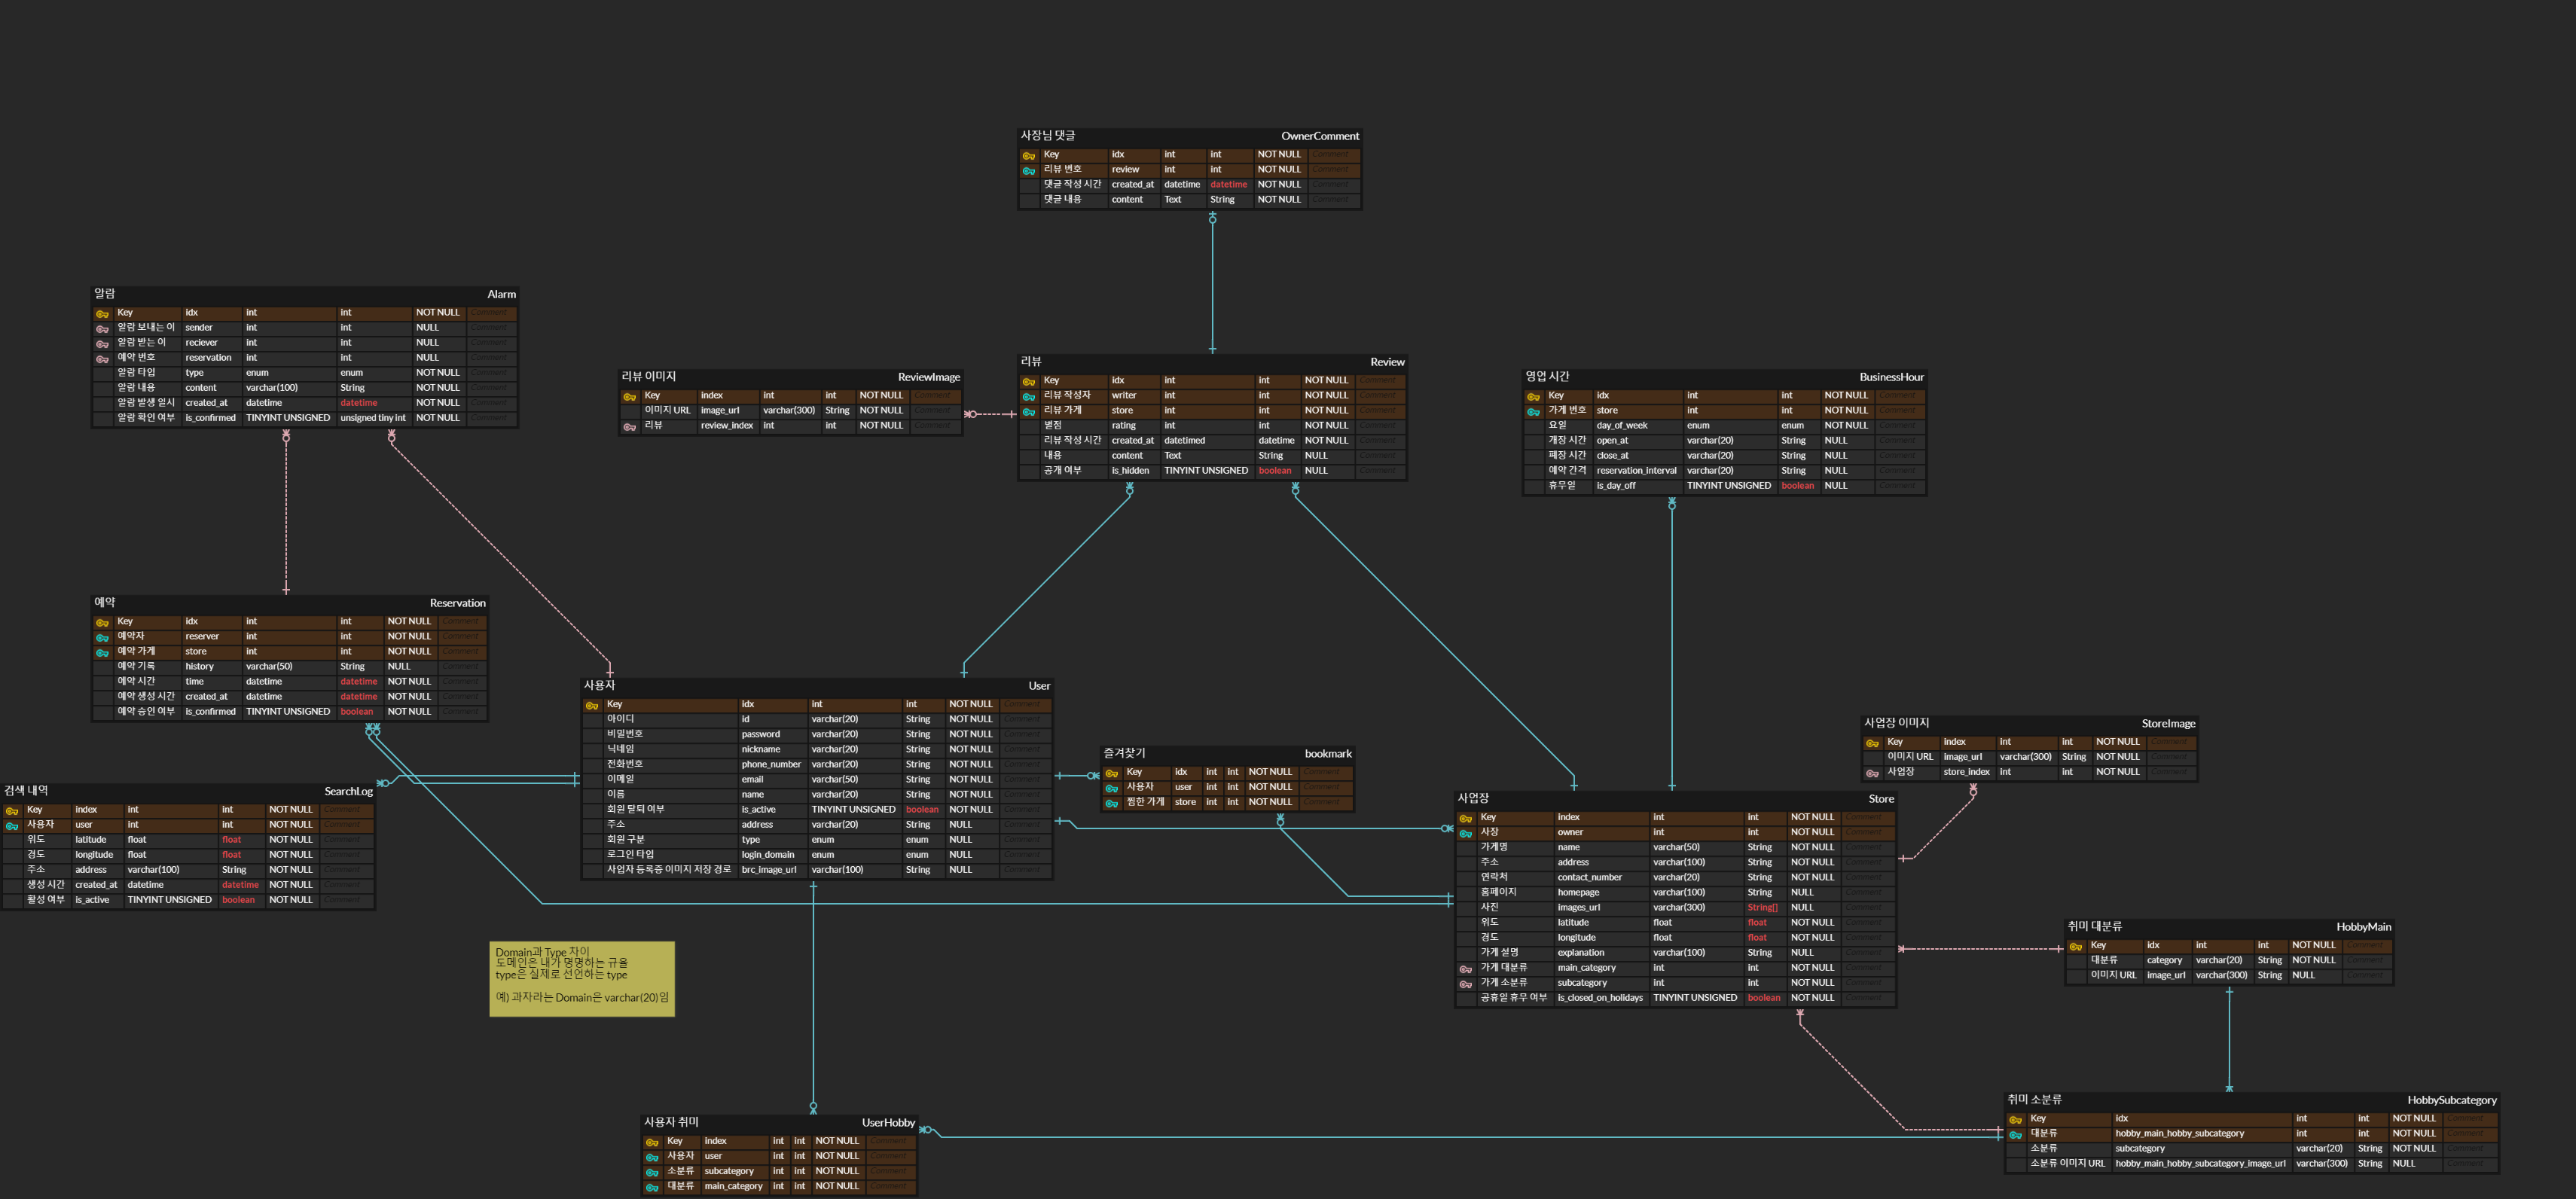 사장님 댓글 OwnerComment
Key idx int int NOT NULL Comment
리뷰 번호 review int int NOT NULL Comment
댓글 작성 시간 created_at datetime datetime NOT NULL Comment
댓글 내용 content Text String NOT NULL Comment
알람 Alarm
Key idx int int NOT NULL Comment
알람 보내는 이 sender int int NULL Comment
알람 받는 이 reciever int int NULL Comment
예약 번호 reservation int int NULL Comment
알람 타입 type enum enum NOT NULL Comment
알람 내용 content varchar(100) String NOT NULL Comment
알람 발생 일시 created_at datetime datetime NOT NULL Comment
알람 확인 여부 is_confirmed TINYINT UNSIGNED unsigned tiny int NOT NULL Comment
리뷰 이미지 ReviewImage
Key index int int NOT NULL Comment
이미지 URL image_url varchar(300) String NOT NULL Comment
리뷰 review_index int int NOT NULL Comment
리뷰 Review
Key idx int int NOT NULL Comment
리뷰 작성자 writer int int NOT NULL Comment
리뷰 가게 store int int NOT NULL Comment
별점 rating int int NOT NULL Comment
리뷰 작성 시간 created_at datetimed datetime NOT NULL Comment
내용 content Text String NULL Comment
공개 여부 is_hidden TINYINT UNSIGNED boolean NULL Comment
영업 시간 BusinessHour
Key idx int int NOT NULL Comment
가게 번호 store int int NOT NULL Comment
요일 day_of_week enum enum NOT NULL Comment
개장 시간 open_at varchar(20) String NULL Comment
폐장 시간 close_at varchar(20) String NULL Comment
예약 간격 reservation_interval varchar(20) String NULL Comment
휴무일 is_day_off TINYINT UNSIGNED boolean NULL Comment
예약 Reservation
Key idx int int NOT NULL Comment
예약자 reserver int int NOT NULL Comment
예약 가게 store int int NOT NULL Comment
예약 기록 history varchar(50) String NULL Comment
예약 시간 time datetime datetime NOT NULL Comment
예약 생성 시간 created_at datetime datetime NOT NULL Comment
예약 승인 여부 is_confirmed TINYINT UNSIGNED boolean NOT NULL Comment
사용자 User
Key idx int int NOT NULL Comment
아이디 id varchar(20) String NOT NULL Comment
비밀번호 password varchar(20) String NOT NULL Comment
닉네임 nickname varchar(20) String NOT NULL Comment
전화번호 phone_number varchar(20) String NOT NULL Comment
이메일 email varchar(50) String NOT NULL Comment
이름 name varchar(20) String NOT NULL Comment
회원 탈퇴 여부 is_active TINYINT UNSIGNED boolean NOT NULL Comment
주소 address varchar(20) String NULL Comment
회원 구분 type enum enum NULL Comment
로그인 타입 login_domain enum enum NULL Comment
사업자 등록증 이미지 저장 경로 brc_image_url varchar(100) String NULL Comment
즐겨찾기 bookmark
Key idx int int NOT NULL Comment
사용자 user int int NOT NULL Comment
찜한 가게 store int int NOT NULL Comment
사업장 이미지 StoreImage
Key index int int NOT NULL Comment
이미지 URL image_url varchar(300) String NOT NULL Comment
사업장 store_index int int NOT NULL Comment
검색 내역 SearchLog
Key index int int NOT NULL Comment
사용자 user int int NOT NULL Comment
위도 latitude float float NOT NULL Comment
경도 longtitude float float NOT NULL Comment
주소 address varchar(100) String NOT NULL Comment
생성 시간 created_at datetime datetime NOT NULL Comment
활성 여부 is_active TINYINT UNSIGNED boolean NOT NULL Comment
사업장 Store
Key index int int NOT NULL Comment
사장 owner int int NOT NULL Comment
가게명 name varchar(50) String NOT NULL Comment
주소 address varchar(100) String NOT NULL Comment
연락처 contact_number varchar(20) String NOT NULL Comment
홈페이지 homepage varchar(100) String NULL Comment
사진 images_url varchar(300) String[] NULL Comment
위도 latitude float float NOT NULL Comment
경도 longitude float float NOT NULL Comment
가게 설명 explanation varchar(100) String NULL Comment
가게 대분류 main_category int int NOT NULL Comment
가게 소분류 subcategory int int NOT NULL Comment
공휴일 휴무 여부 is_closed_on_holidays TINYINT UNSIGNED boolean NOT NULL Comment
취미 대분류 HobbyMain
Key idx int int NOT NULL Comment
대분류 category varchar(20) String NOT NULL Comment
이미지 URL image_url varchar(300) String NULL Comment
Domain과 Type 차이
도메인은 내가 명명하는 규율
type은 실제로 선언하는 type
예) 과자라는 Domain은 varchar(20)임
취미 소분류 HobbySubcategory
Key idx int int NOT NULL Comment
대분류 hobby_main_hobby_subcategory int int NOT NULL Comment
소분류 subcategory varchar(20) String NOT NULL Comment
소분류 이미지 URL hobby_main_hobby_subcategory_image_url varchar(300) String NULL Comment
사용자 취미 UserHobby
Key index int int NOT NULL Comment
사용자 user int int NOT NULL Comment
소분류 subcategory int int NOT NULL Comment
대분류 main_category int int NOT NULL Comment